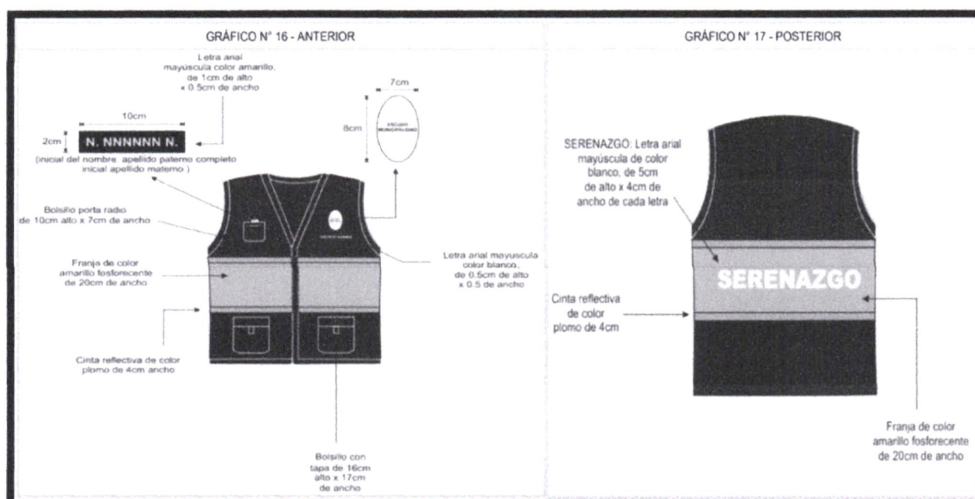 GRÁFICO N° 16 - ANTERIOR
Letra arial
mayúscula color amarillo,
de 1cm de alto
x 0.5cm de ancho
10cm
2cm
N. NNNNNN N.
(inicial del nombre, apellido paterno completo
inicial apellido materno )
7cm
8cm
ESCUDO
MUNICIPALIDAD
Bolsillo porta radio
de 10cm alto x 7cm de ancho
Franja de color
amarillo fosforecente
de 20cm de ancho
Cinta reflectiva de color
plomo de 4cm ancho
Letra arial mayuscula
color blanco,
de 0.5cm de alto
x 0.5 de ancho
Bolsillo con
tapa de 16cm
alto x 17cm
de ancho
GRÁFICO N° 17 - POSTERIOR
SERENAZGO: Letra arial
mayúscula de color
blanco, de 5cm
de alto x 4cm de
ancho de cada letra
SERENAZGO
Cinta reflectiva
de color
plomo de 4cm
Franja de color
amarillo fosforecente
de 20cm de ancho